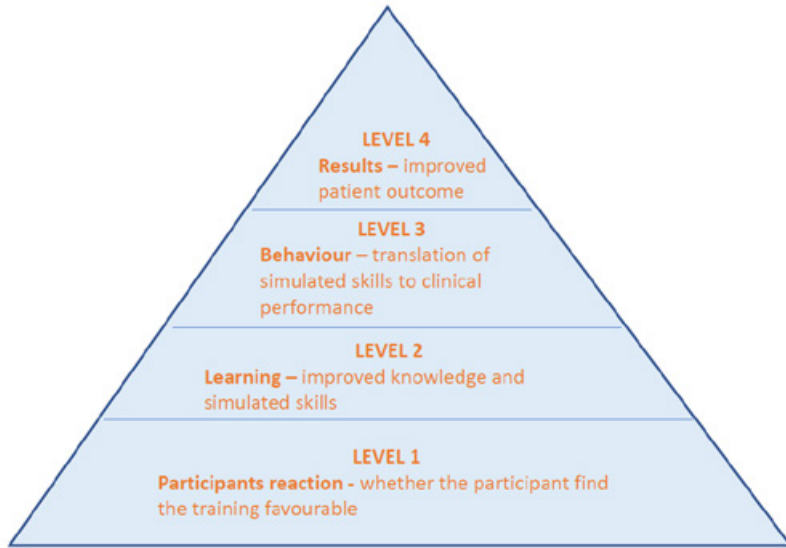 LEVEL 4
Results – improved
patient outcome
LEVEL 3
Behaviour – translation of
simulated skills to clinical
performance
LEVEL 2
Learning – improved knowledge and
simulated skills
LEVEL 1
Participants reaction - whether the participant find
the training favourable